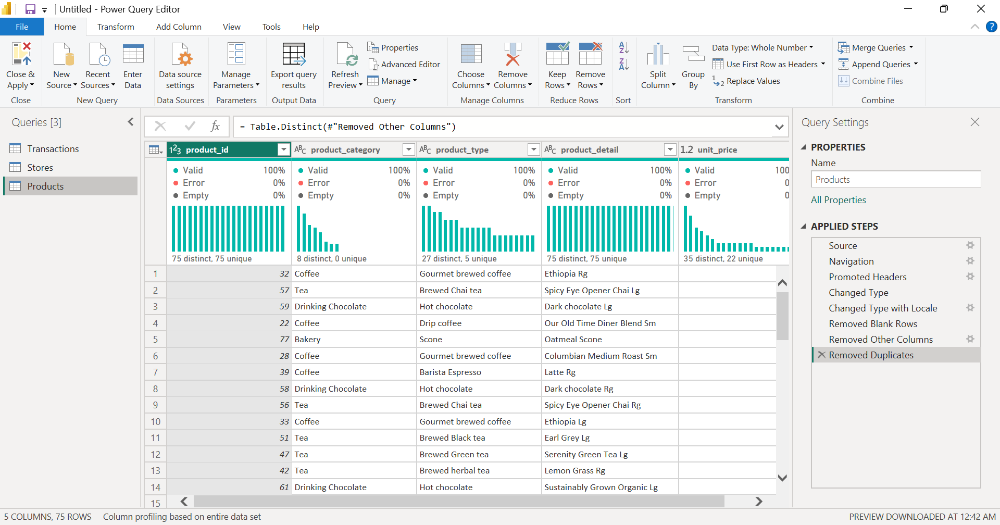 Untitled - Power Query Editor
File Home Transform Add Column View Tools Help
Close & Apply
Close
New Source
Recent Sources
Enter Data
New Query
Data source settings
Data Sources
Manage Parameters
Parameters
Export query results
Output Data
Refresh Preview
Properties
Advanced Editor
Manage
Query
Choose Columns
Remove Columns
Manage Columns
Keep Rows
Remove Rows
Reduce Rows
Sort
Split Column
Group By
Data Type: Whole Number
Use First Row as Headers
Replace Values
Transform
Merge Queries
Append Queries
Combine Files
Combine
Queries [3]
Transactions
Stores
Products
fx = Table.Distinct(#"Removed Other Columns")
1²3 product_id ABC product_category ABC product_type ABC product_detail 1.2 unit_price
Valid 100% Valid 100% Valid 100% Valid 100% Valid 100
Error 0% Error 0% Error 0% Error 0% Error 0
Empty 0% Empty 0% Empty 0% Empty 0% Empty 0
75 distinct, 75 unique 8 distinct, 0 unique 27 distinct, 5 unique 75 distinct, 75 unique 35 distinct, 22 unique
1 32 Coffee Gourmet brewed coffee Ethiopia Rg
2 57 Tea Brewed Chai tea Spicy Eye Opener Chai Lg
3 59 Drinking Chocolate Hot chocolate Dark chocolate Lg
4 22 Coffee Drip coffee Our Old Time Diner Blend Sm
5 77 Bakery Scone Oatmeal Scone
6 28 Coffee Gourmet brewed coffee Columbian Medium Roast Sm
7 39 Coffee Barista Espresso Latte Rg
8 58 Drinking Chocolate Hot chocolate Dark chocolate Rg
9 56 Tea Brewed Chai tea Spicy Eye Opener Chai Rg
10 33 Coffee Gourmet brewed coffee Ethiopia Lg
11 51 Tea Brewed Black tea Earl Grey Lg
12 47 Tea Brewed Green tea Serenity Green Tea Lg
13 42 Tea Brewed herbal tea Lemon Grass Rg
14 61 Drinking Chocolate Hot chocolate Sustainably Grown Organic Lg
15
Query Settings
PROPERTIES
Name
Products
All Properties
APPLIED STEPS
Source
Navigation
Promoted Headers
Changed Type
Changed Type with Locale
Removed Blank Rows
Removed Other Columns
Removed Duplicates
5 COLUMNS, 75 ROWS Column profiling based on entire data set PREVIEW DOWNLOADED AT 12:42 AM